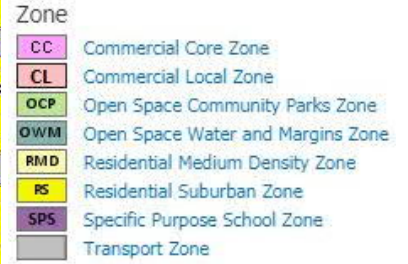 Zone
CC Commercial Core Zone
CL Commercial Local Zone
OCP Open Space Community Parks Zone
OWM Open Space Water and Margins Zone
RMD Residential Medium Density Zone
RS Residential Suburban Zone
SPS Specific Purpose School Zone
Transport Zone